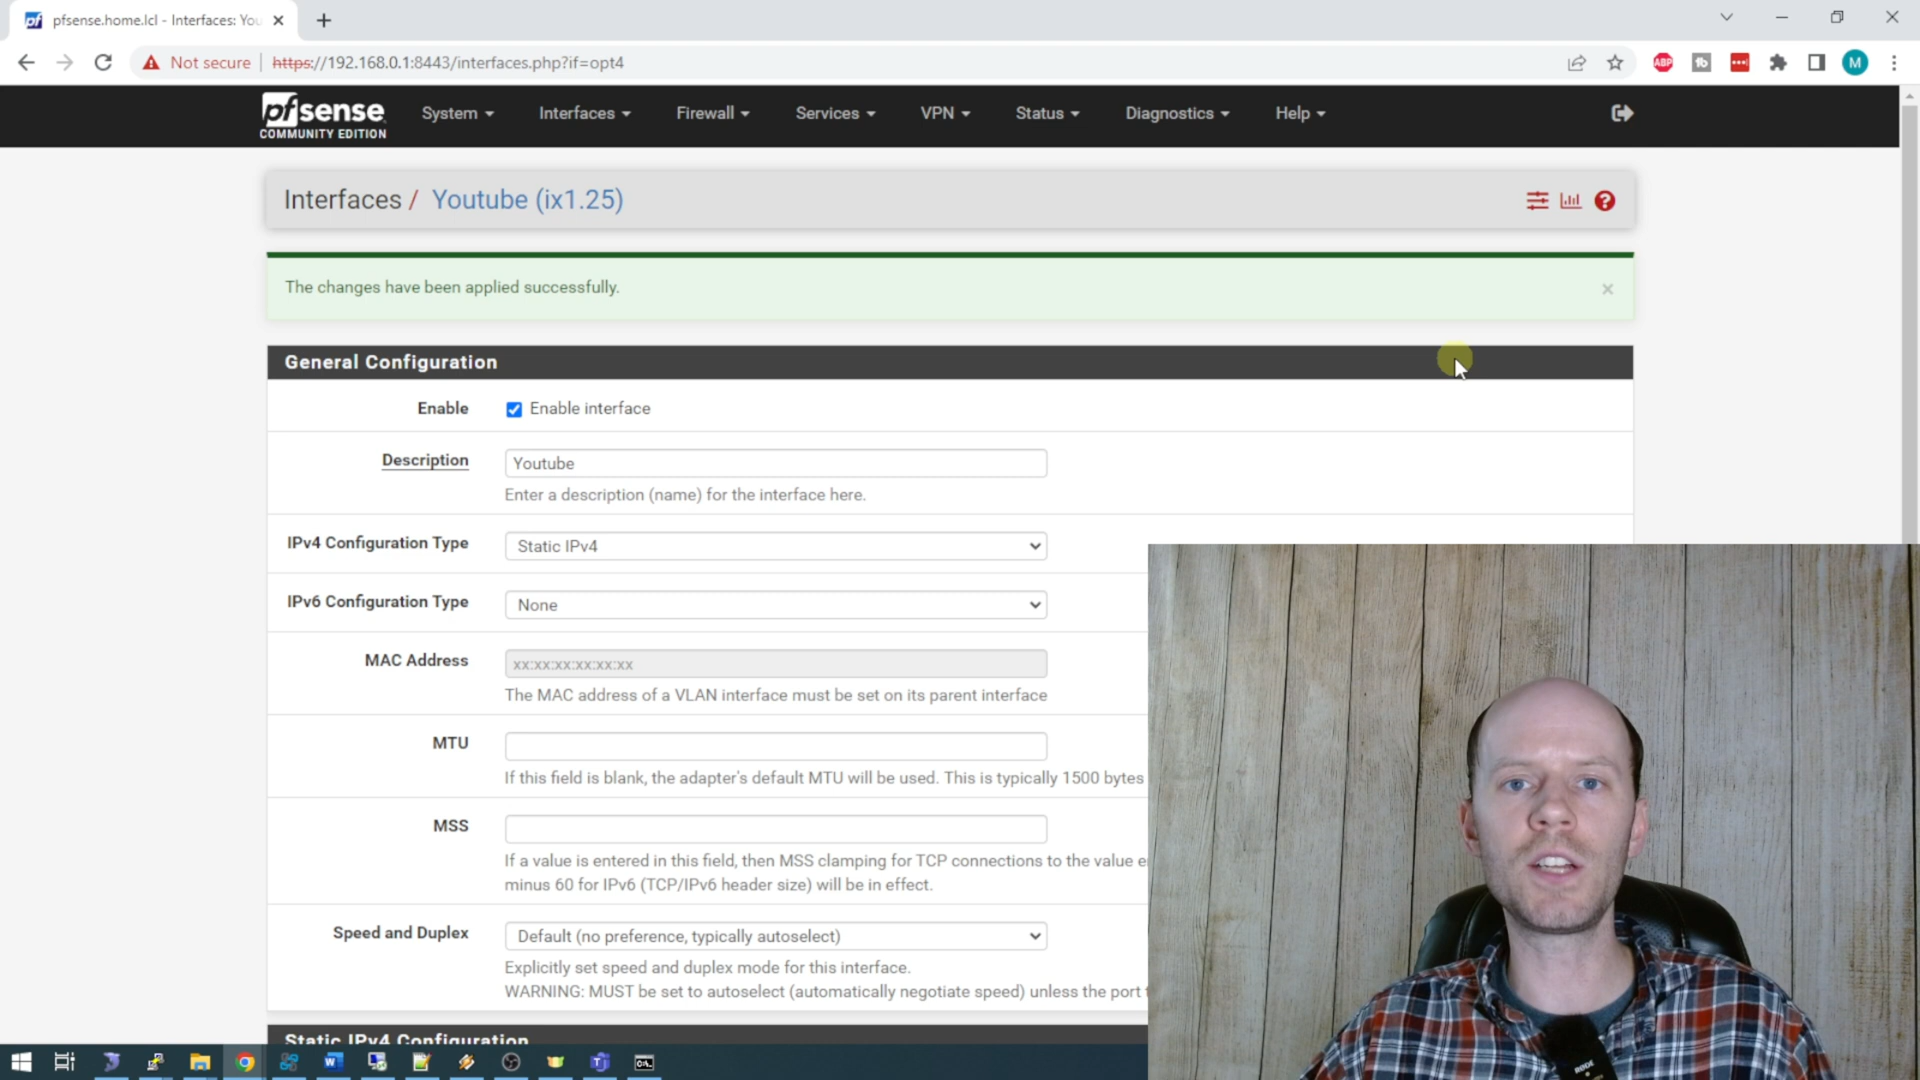 pfsense.home.lcl - Interfaces: You
Not secure https://192.168.0.1:8443/interfaces.php?if=opt4
ABP
M
pfsense
COMMUNITY EDITION
System
Interfaces
Firewall
Services
VPN
Status
Diagnostics
Help
Interfaces / Youtube (ix1.25)
The changes have been applied successfully.
×
General Configuration
Enable
Enable interface
Description
Youtube
Enter a description (name) for the interface here.
IPv4 Configuration Type
Static IPv4
IPv6 Configuration Type
None
MAC Address
xx:xx:xx:xx:xx:xx
The MAC address of a VLAN interface must be set on its parent interface
MTU
If this field is blank, the adapter's default MTU will be used. This is typically 1500 bytes
MSS
If a value is entered in this field, then MSS clamping for TCP connections to the value
minus 60 for IPv6 (TCP/IPv6 header size) will be in effect.
Speed and Duplex
Default (no preference, typically autoselect)
Explicitly set speed and duplex mode for this interface.
WARNING: MUST be set to autoselect (automatically negotiate speed) unless the port
Static IPv4 Configuration
RODE